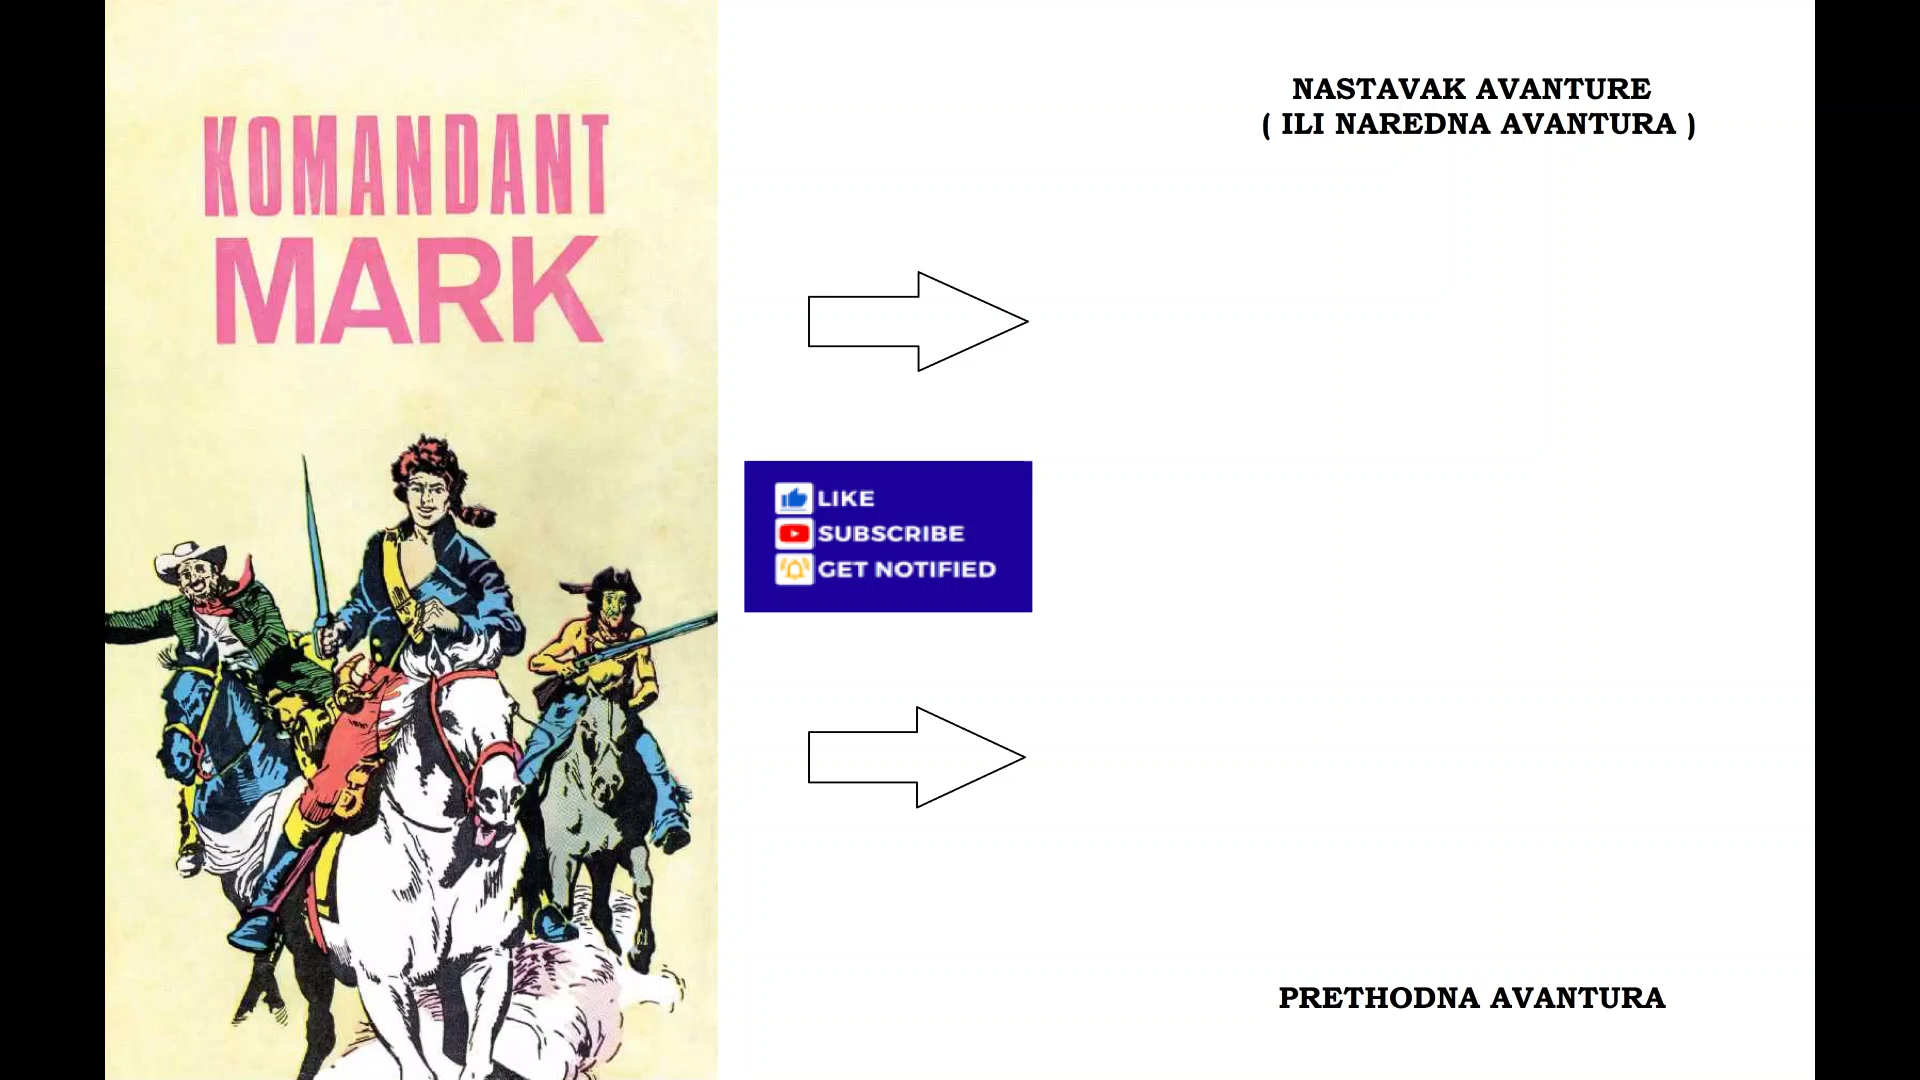 KOMANDANT
MARK
NASTAVAK AVANTURE
( ILI NAREDNA AVANTURA )
LIKE
SUBSCRIBE
GET NOTIFIED
PRETHODNA AVANTURA